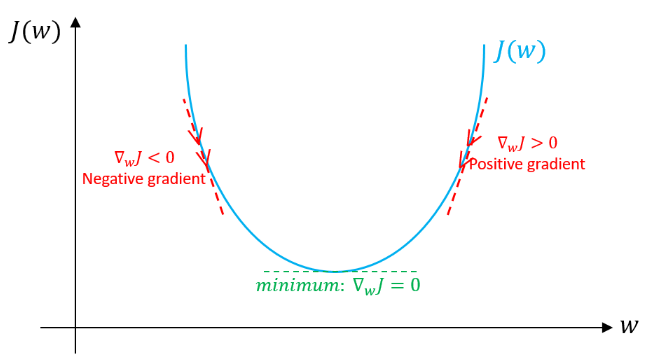 J(w)
J(w)
∇wJ < 0
Negative gradient
∇wJ > 0
Positive gradient
minimum: ∇wJ = 0
w